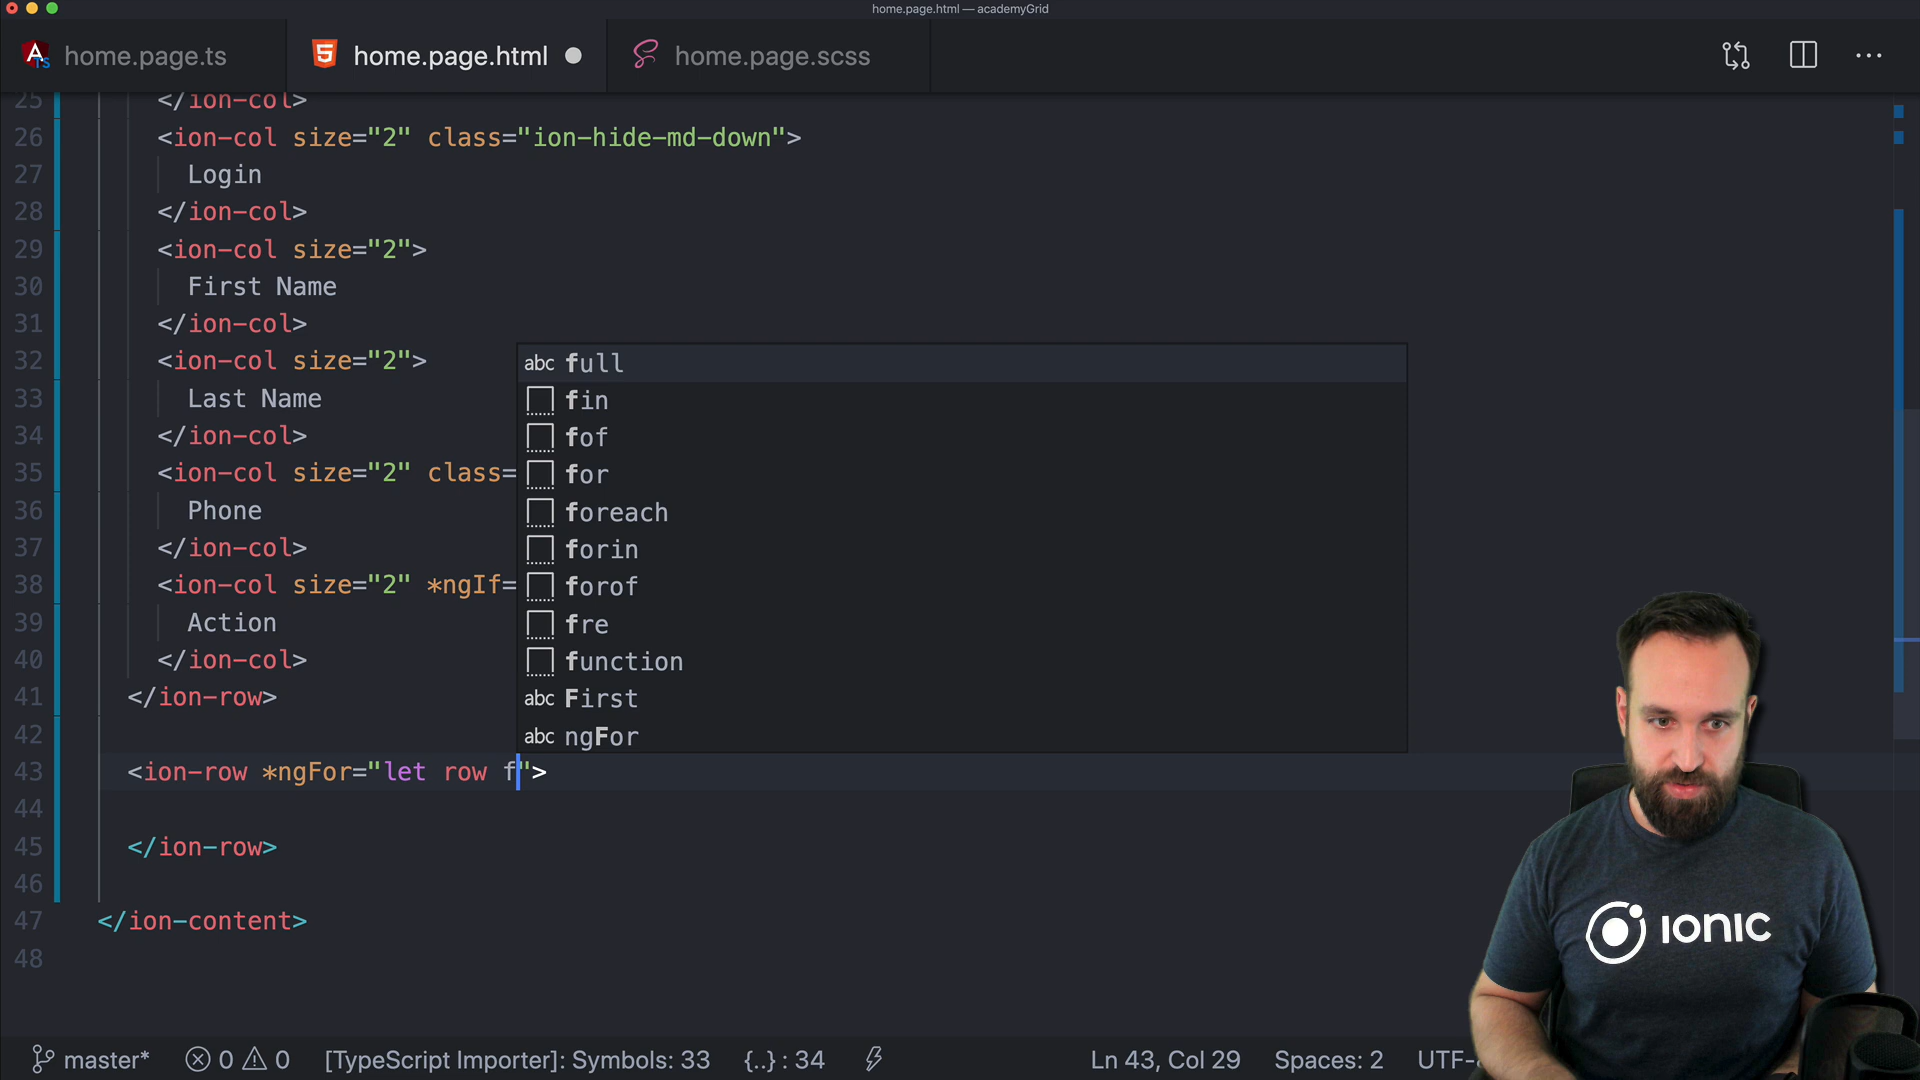 home.page.html — academyGrid
home.page.ts
home.page.html
home.page.scss
25 </ion-col>
26 <ion-col size="2" class="ion-hide-md-down">
27 Login
28 </ion-col>
29 <ion-col size="2">
30 First Name
31 </ion-col>
32 <ion-col size="2">
33 Last Name
34 </ion-col>
35 <ion-col size="2" class=
36 Phone
37 </ion-col>
38 <ion-col size="2" *ngIf=
39 Action
40 </ion-col>
41 </ion-row>
42
43 <ion-row *ngFor="let row f">
44
45 </ion-row>
46
47 </ion-content>
48
abc full
fin
fof
for
foreach
forin
forof
fre
function
abc First
abc ngFor
IONIC
master* 0 0 [TypeScript Importer]: Symbols: 33 {..} : 34 Ln 43, Col 29 Spaces: 2 UTF-